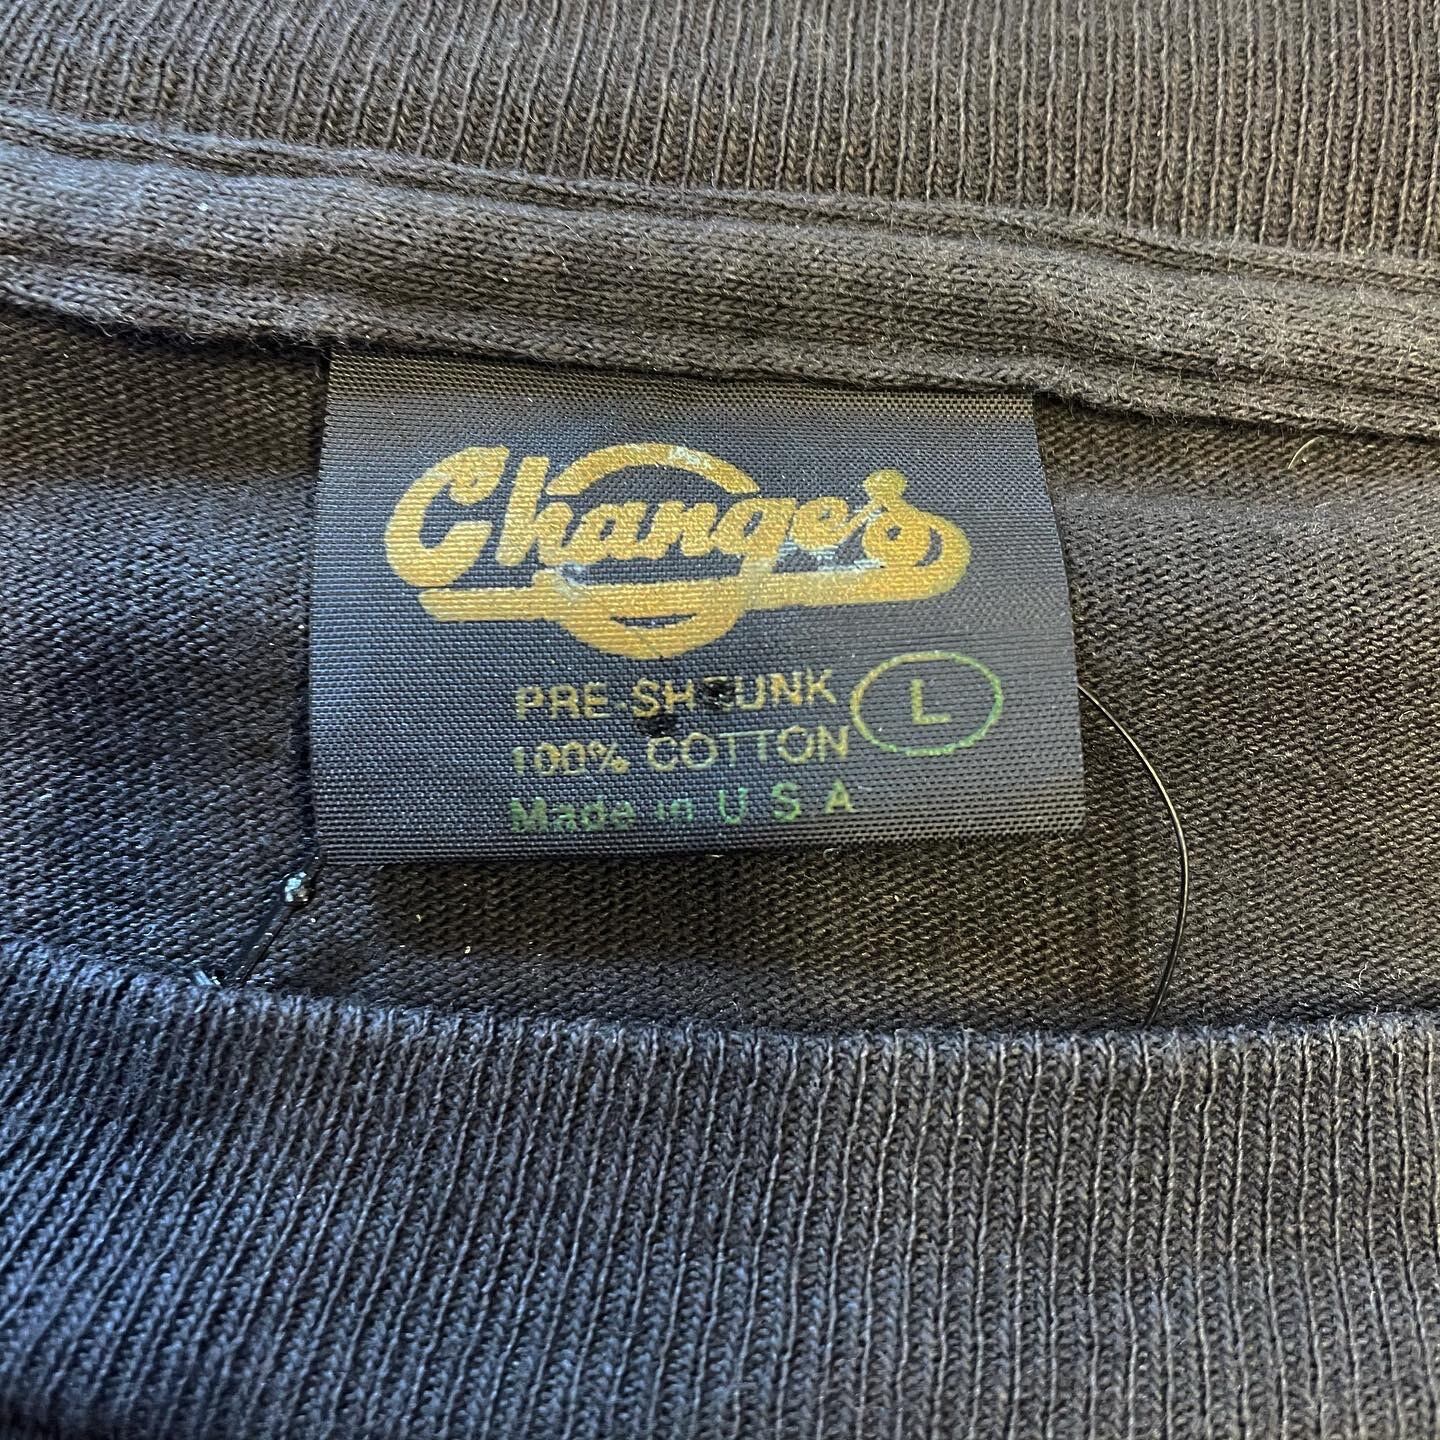 Changes
PRE-SHRUNK
100% COTTON
L
Made in U S A